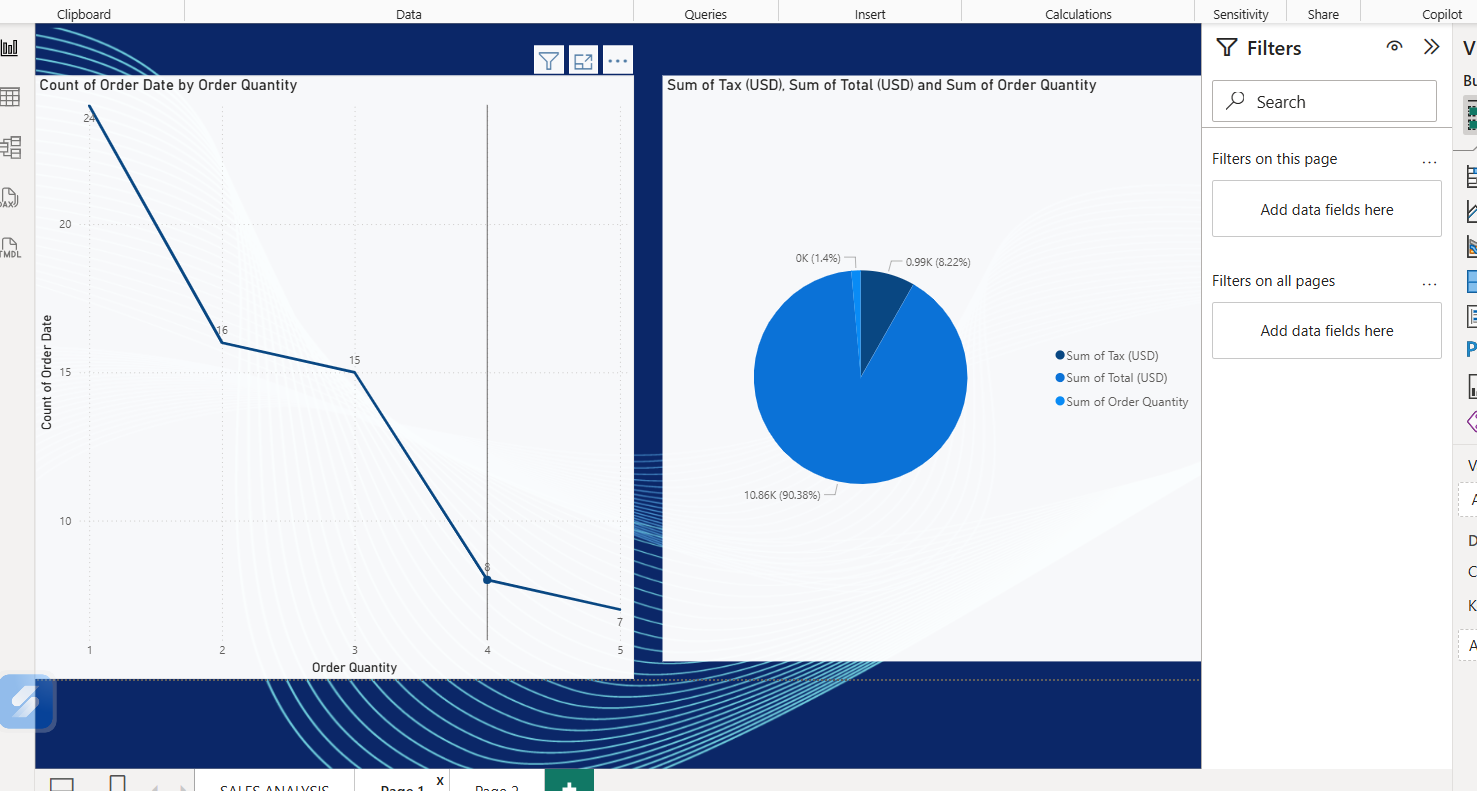 Clipboard
Data
Queries
Insert
Calculations
Sensitivity
Share
Copilot
Count of Order Date by Order Quantity
24
20
16
15
15
10
8
7
Count of Order Date
1
2
3
4
5
Order Quantity
Sum of Tax (USD), Sum of Total (USD) and Sum of Order Quantity
0K (1.4%)
0.99K (8.22%)
10.86K (90.38%)
Sum of Tax (USD)
Sum of Total (USD)
Sum of Order Quantity
Filters
Search
Filters on this page
...
Add data fields here
Filters on all pages
...
Add data fields here
TMDL
SALES ANALYSIS
Page 1
x
Page 2